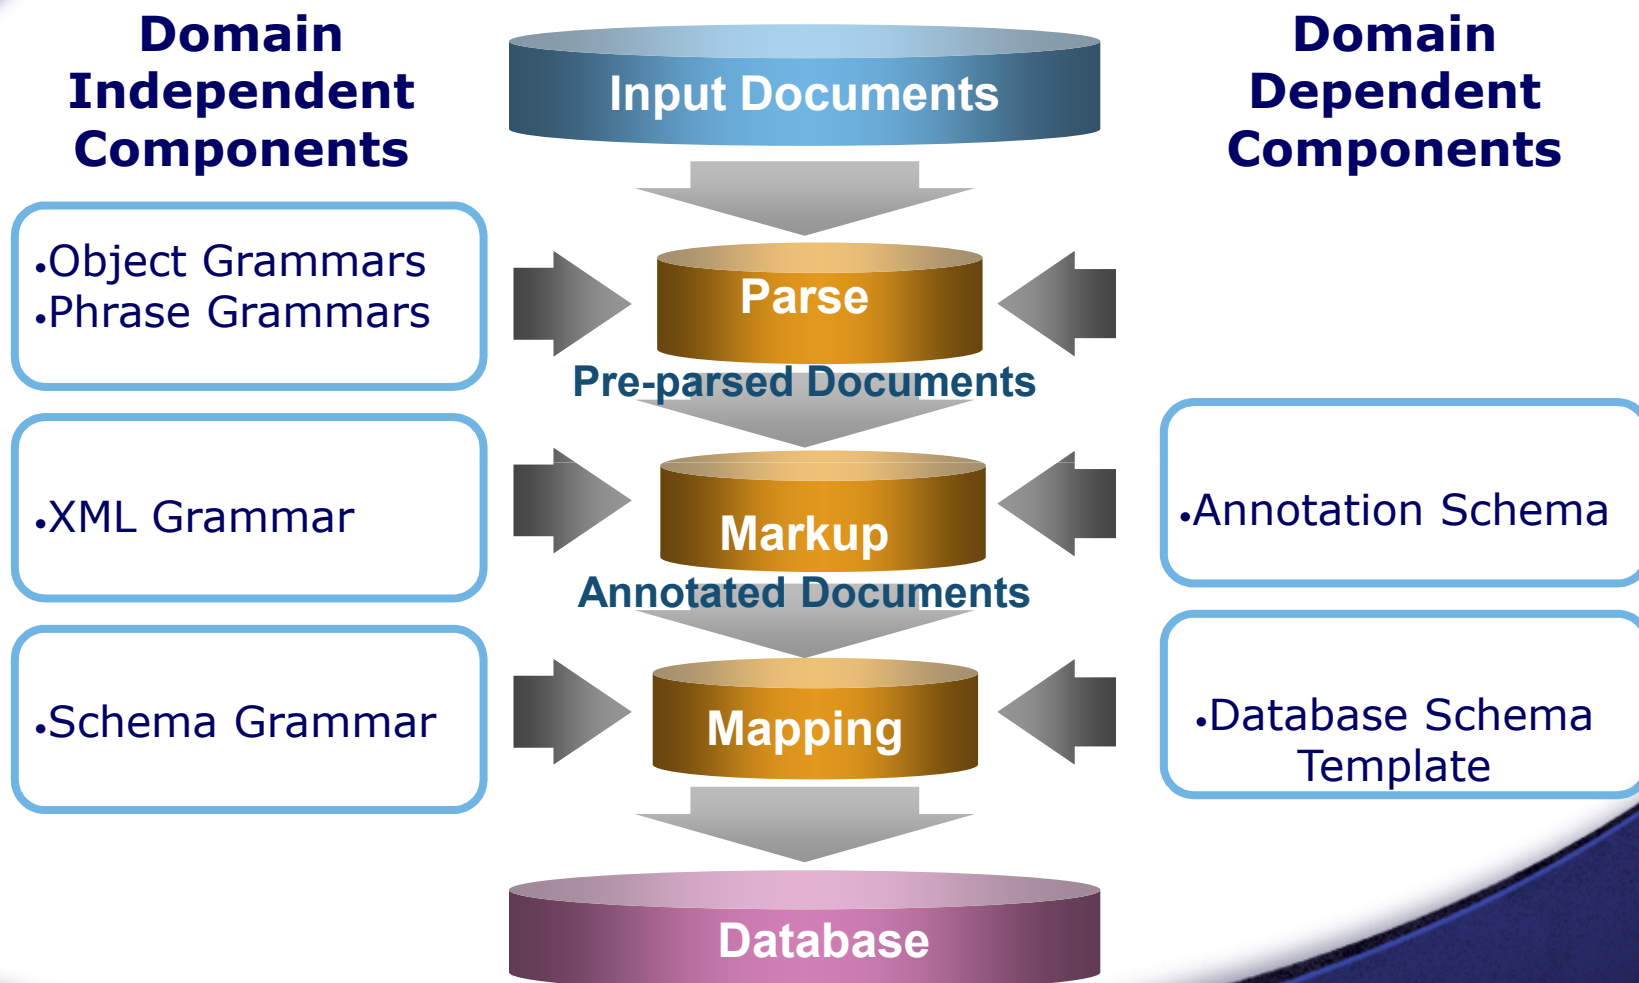 Domain
Independent
Components
Input Documents
Domain
Dependent
Components
•Object Grammars
•Phrase Grammars
Parse
Pre-parsed Documents
•XML Grammar
Markup
•Annotation Schema
Annotated Documents
•Schema Grammar
Mapping
•Database Schema
Template
Database